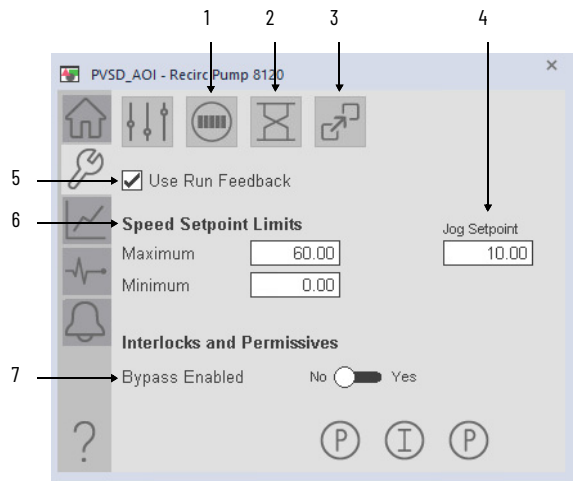 1 2 3 4
PVSD_AOI - Recirc Pump 8120
5 Use Run Feedback
6 Speed Setpoint Limits
Jog Setpoint
Maximum 60.00 10.00
Minimum 0.00
Interlocks and Permissives
7 Bypass Enabled No Yes
? P I P